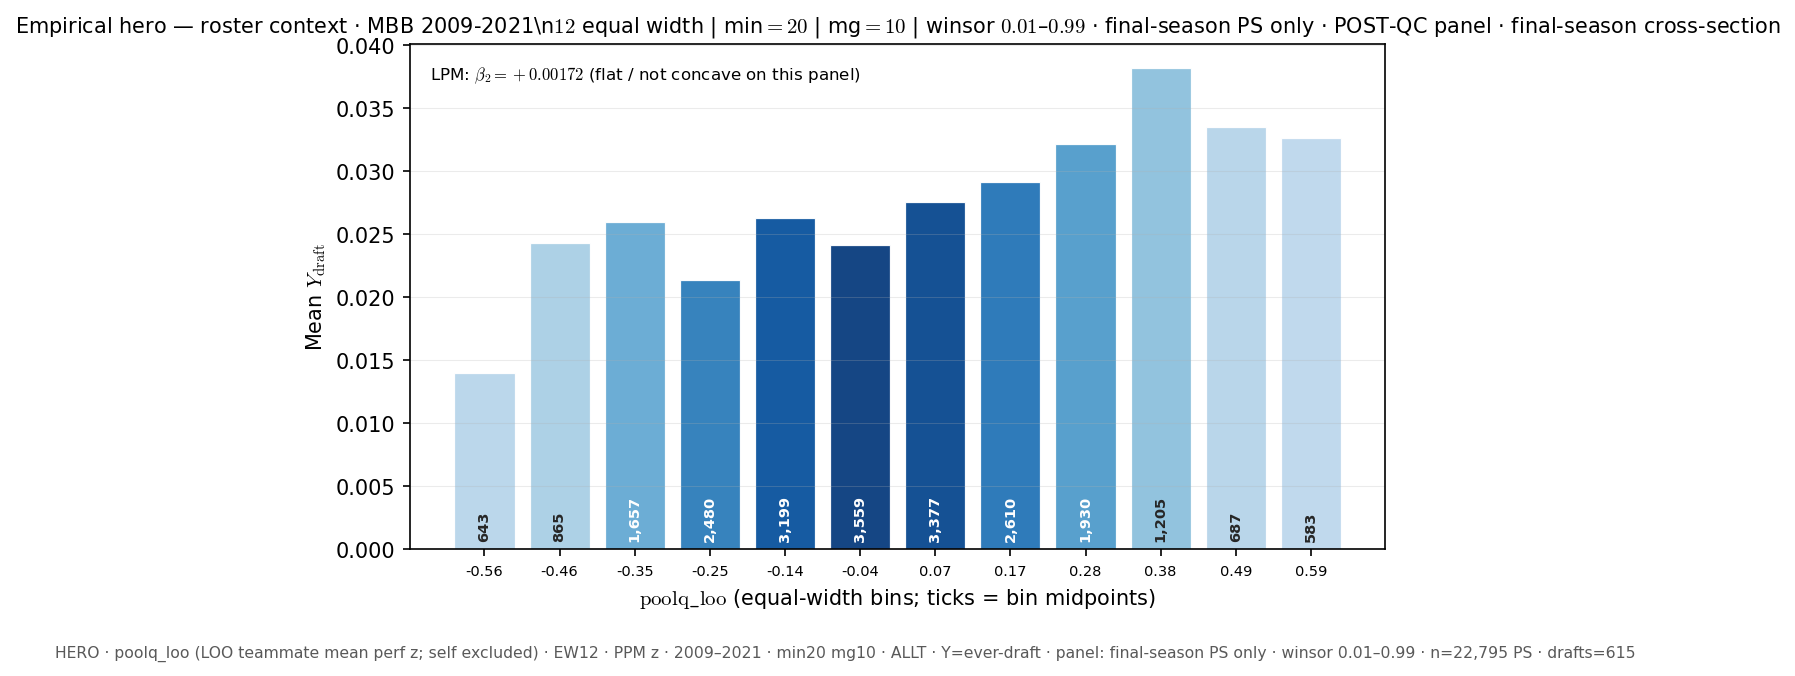 Empirical hero — roster context · MBB 2009-2021\n12 equal width | min = 20 | mg = 10 | winsor 0.01–0.99 · final-season PS only · POST-QC panel · final-season cross-section
LPM: β₂ = +0.00172 (flat / not concave on this panel)
Mean Y_draft
0.040
0.035
0.030
0.025
0.020
0.015
0.010
0.005
0.000
643 865 1,657 2,480 3,199 3,559 3,377 2,610 1,930 1,205 687 583
-0.56 -0.46 -0.35 -0.25 -0.14 -0.04 0.07 0.17 0.28 0.38 0.49 0.59
poolq_loo (equal-width bins; ticks = bin midpoints)
HERO · poolq_loo (LOO teammate mean perf z; self excluded) · EW12 · PPM z · 2009–2021 · min20 mg10 · ALLT · Y=ever-draft · panel: final-season PS only · winsor 0.01–0.99 · n=22,795 PS · drafts=615